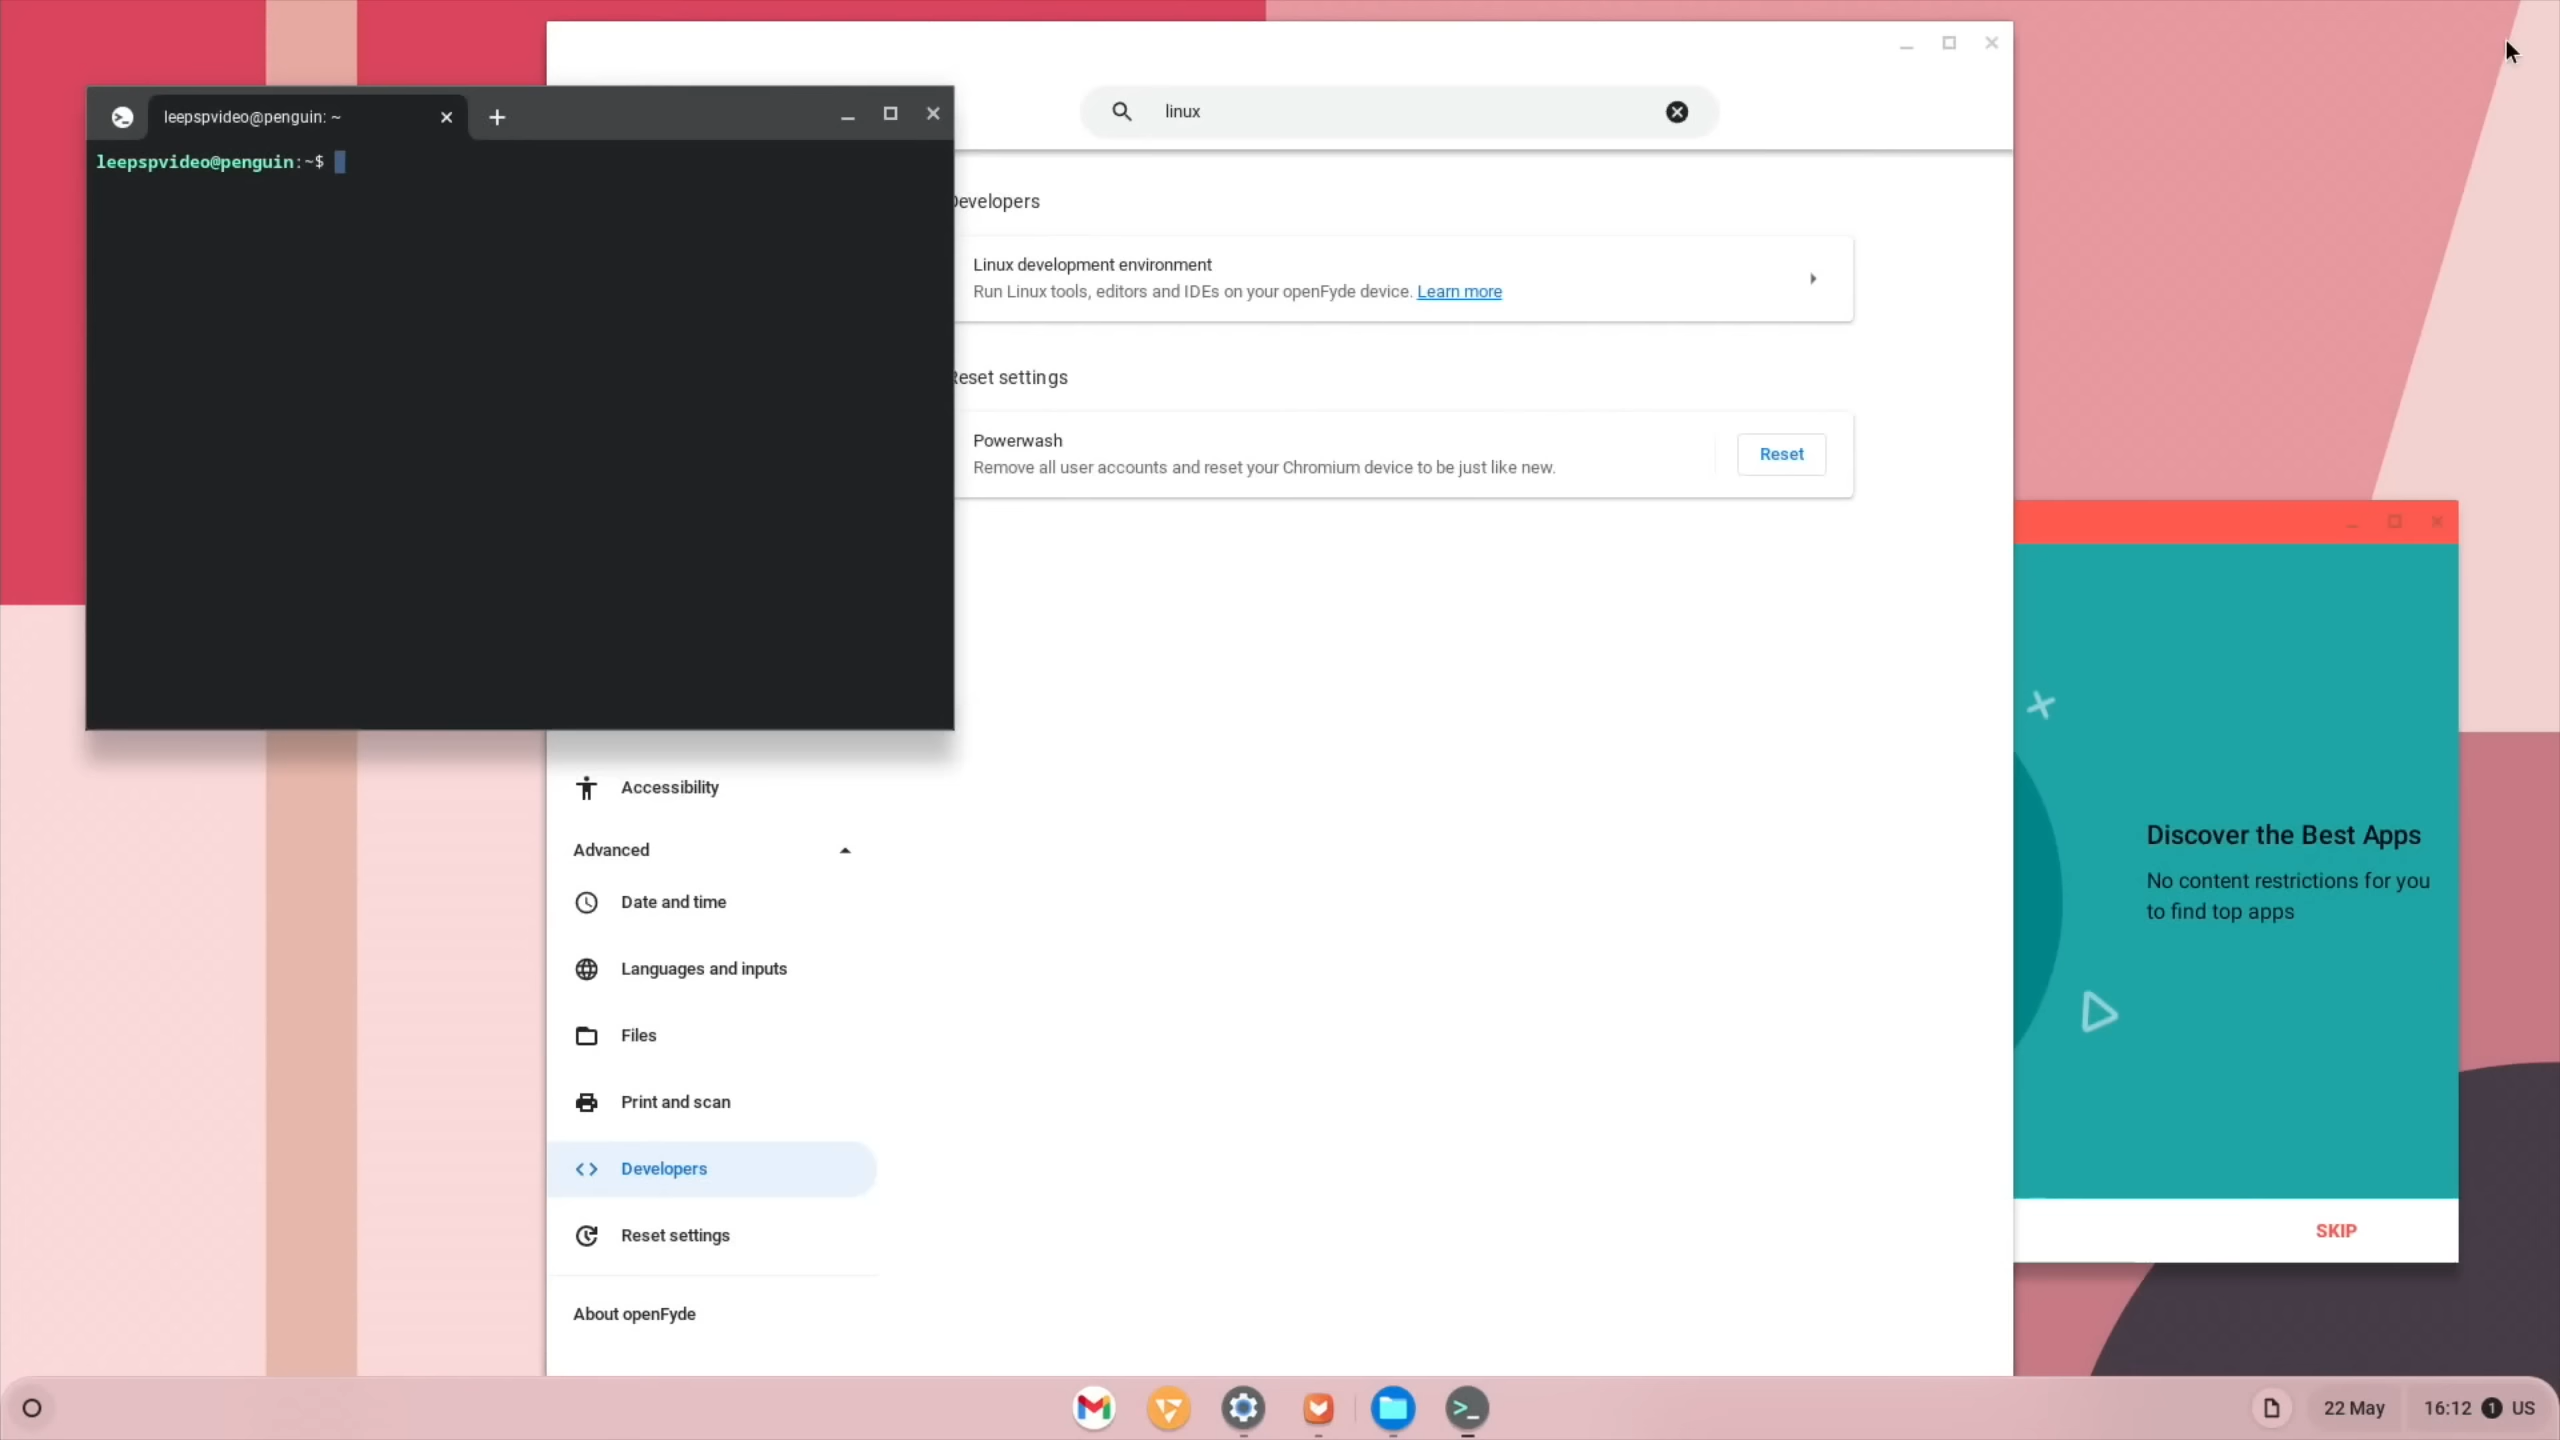 leepspvideo@penguin: ~
leepspvideo@penguin:~$
linux
Developers
Linux development environment
Run Linux tools, editors and IDEs on your openFyde device. Learn more
Reset settings
Powerwash
Remove all user accounts and reset your Chromium device to be just like new.
Reset
Accessibility
Advanced
Date and time
Languages and inputs
Files
Print and scan
Developers
Reset settings
About openFyde
Discover the Best Apps
No content restrictions for you
to find top apps
SKIP
22 May
16:12 1 US